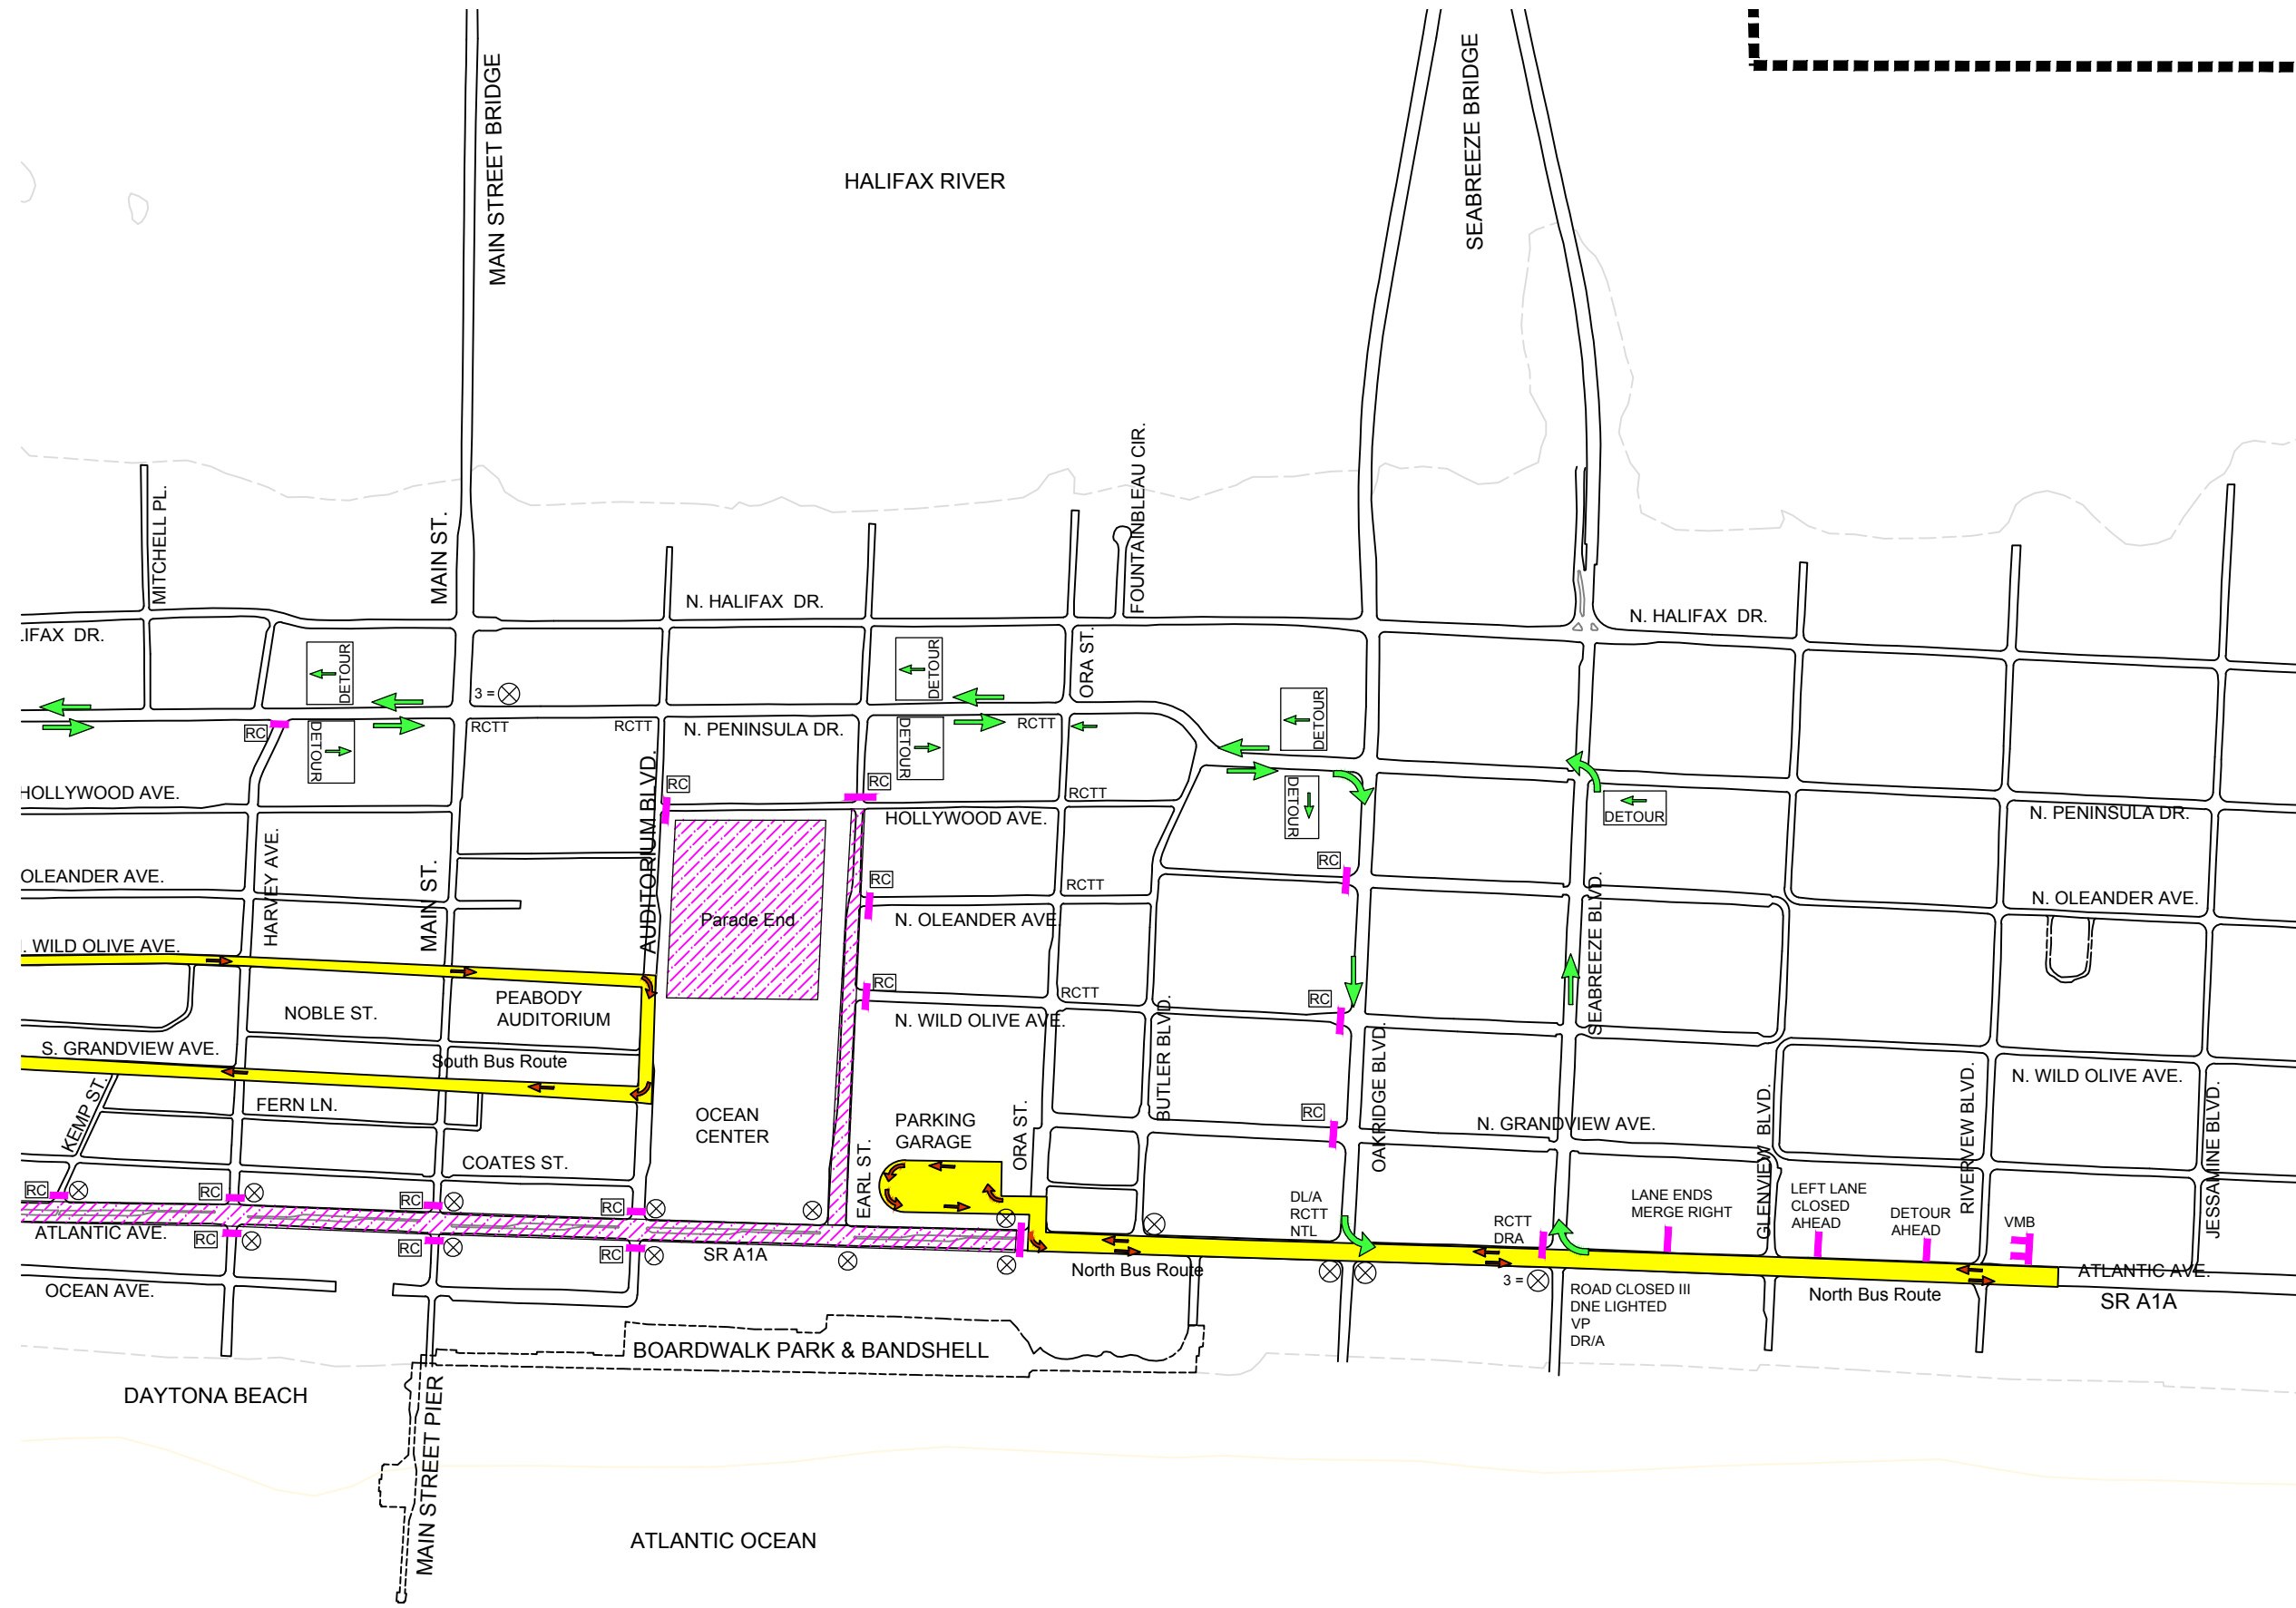 MAIN STREET BRIDGE
SEABREEZE BRIDGE
HALIFAX RIVER
MITCHELL PL.
MAIN ST.
FOUNTAINBLEAU CIR.
N. HALIFAX DR.
N. HALIFAX DR.
LIFAX DR.
ORA ST.
DETOUR
DETOUR
DETOUR
3 =
RC
RCTT
RCTT
N. PENINSULA DR.
RCTT
DETOUR
DETOUR
DETOUR
DETOUR
RC
RC
HOLLYWOOD AVE.
HOLLYWOOD AVE.
RCTT
N. PENINSULA DR.
AUDITORIUM BLVD.
HARVEY AVE.
MAIN ST.
OLEANDER AVE.
RC
RCTT
RC
SEABREEZE BLVD.
N. OLEANDER AVE.
Parade End
N. OLEANDER AVE.
. WILD OLIVE AVE.
RC
RCTT
RC
PEABODY
AUDITORIUM
NOBLE ST.
N. WILD OLIVE AVE.
S. GRANDVIEW AVE.
South Bus Route
BUTLER BLVD.
OAKRIDGE BLVD.
N. WILD OLIVE AVE.
KEMP ST.
FERN LN.
OCEAN
CENTER
PARKING
GARAGE
ORA ST.
RC
N. GRANDVIEW AVE.
GLENVIEW BLVD.
RIVERVIEW BLVD.
JESSAMINE BLVD.
COATES ST.
EARL ST.
RC
RC
RC
RC
DL/A
RCTT
NTL
RCTT
DRA
LANE ENDS
MERGE RIGHT
LEFT LANE
CLOSED
AHEAD
DETOUR
AHEAD
VMB
ATLANTIC AVE.
RC
RC
RC
SR A1A
North Bus Route
3 =
ROAD CLOSED III
DNE LIGHTED
VP
DR/A
North Bus Route
ATLANTIC AVE.
SR A1A
OCEAN AVE.
BOARDWALK PARK & BANDSHELL
DAYTONA BEACH
MAIN STREET PIER
ATLANTIC OCEAN